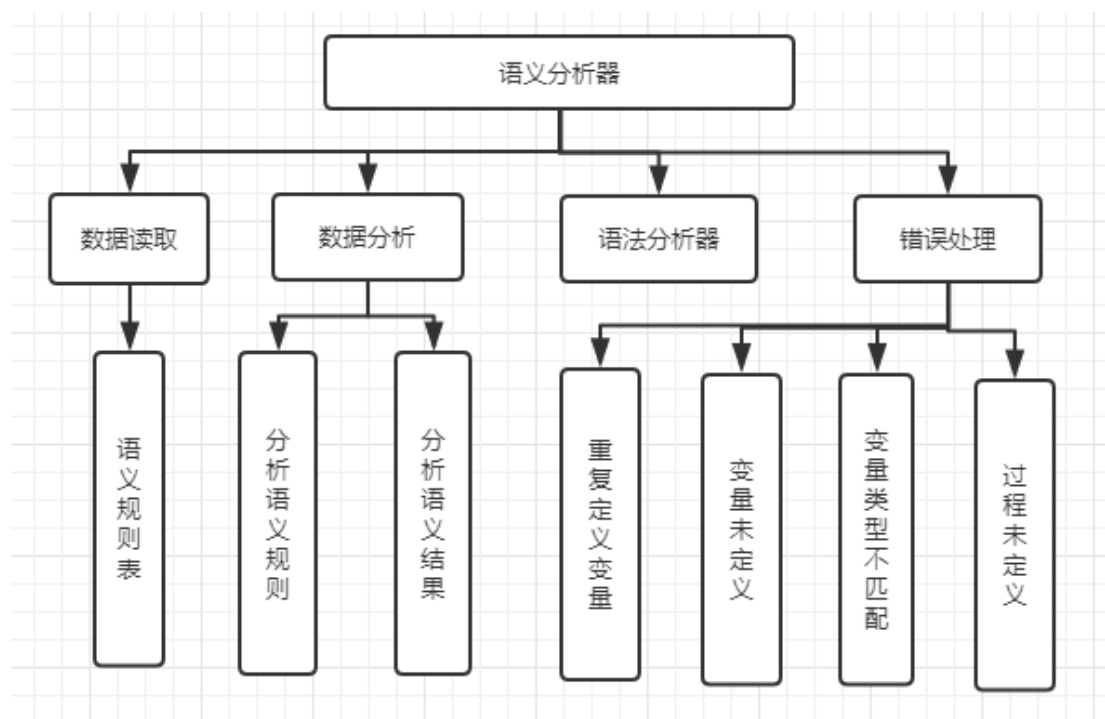 语义分析器
数据读取
数据分析
语法分析器
错误处理
语义规则表
分析语义规则
分析语义结果
重复定义变量
变量未定义
变量类型不匹配
过程未定义